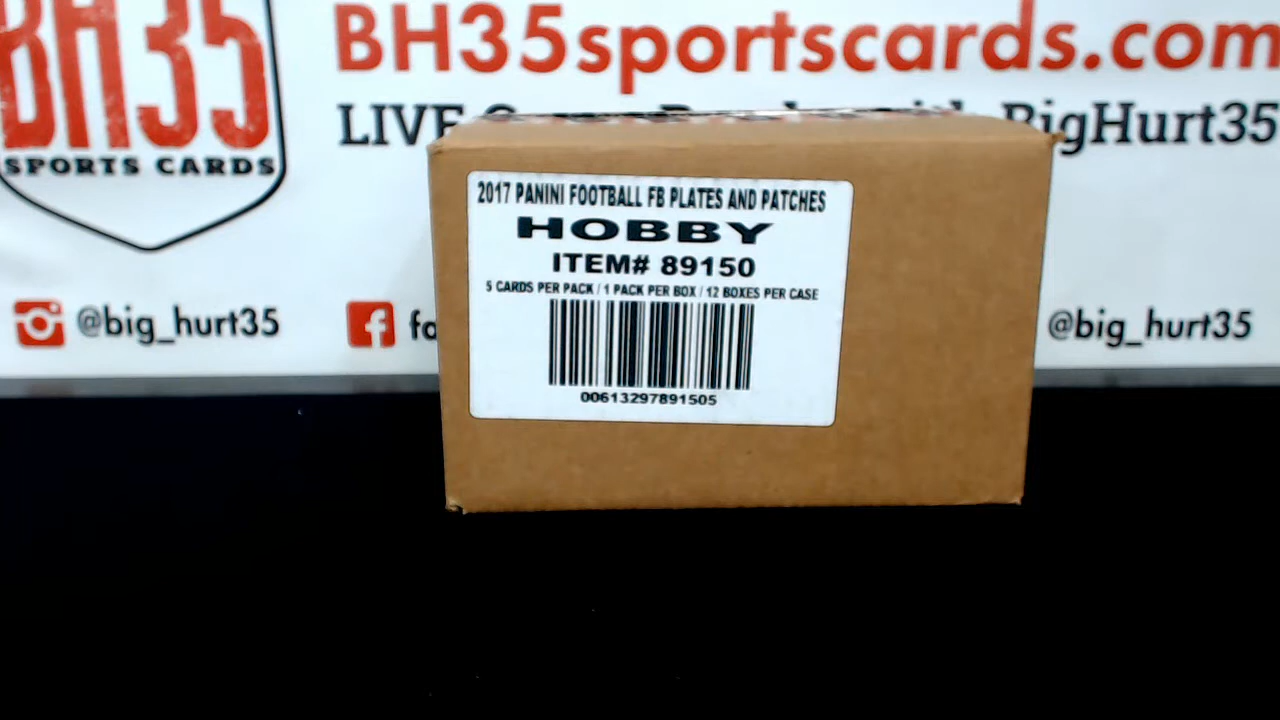 BH35
SPORTS CARDS
BH35sportscards.com
LIVE
BigHurt35
@big_hurt35
@big_hurt35
2017 PANINI FOOTBALL FB PLATES AND PATCHES
HOBBY
ITEM# 89150
5 CARDS PER PACK / 1 PACK PER BOX / 12 BOXES PER CASE
00613297891505